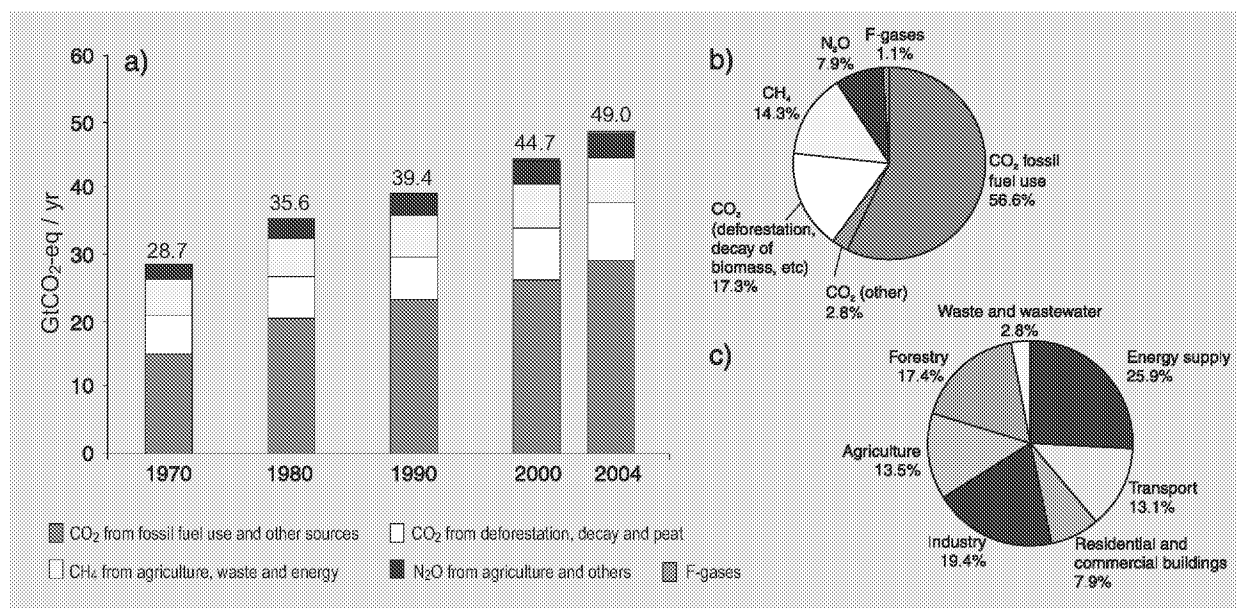 a)
60
50
40
30
20
10
0
GtCO₂-eq / yr
28.7
35.6
39.4
44.7
49.0
1970
1980
1990
2000
2004
CO₂ from fossil fuel use and other sources
CO₂ from deforestation, decay and peat
CH₄ from agriculture, waste and energy
N₂O from agriculture and others
F-gases
b)
F-gases
1.1%
N₂O
7.9%
CH₄
14.3%
CO₂ fossil
fuel use
56.6%
CO₂
(deforestation,
decay of
biomass, etc)
17.3%
CO₂ (other)
2.8%
c)
Waste and wastewater
2.8%
Energy supply
25.9%
Forestry
17.4%
Agriculture
13.5%
Transport
13.1%
Industry
19.4%
Residential and
commercial buildings
7.9%